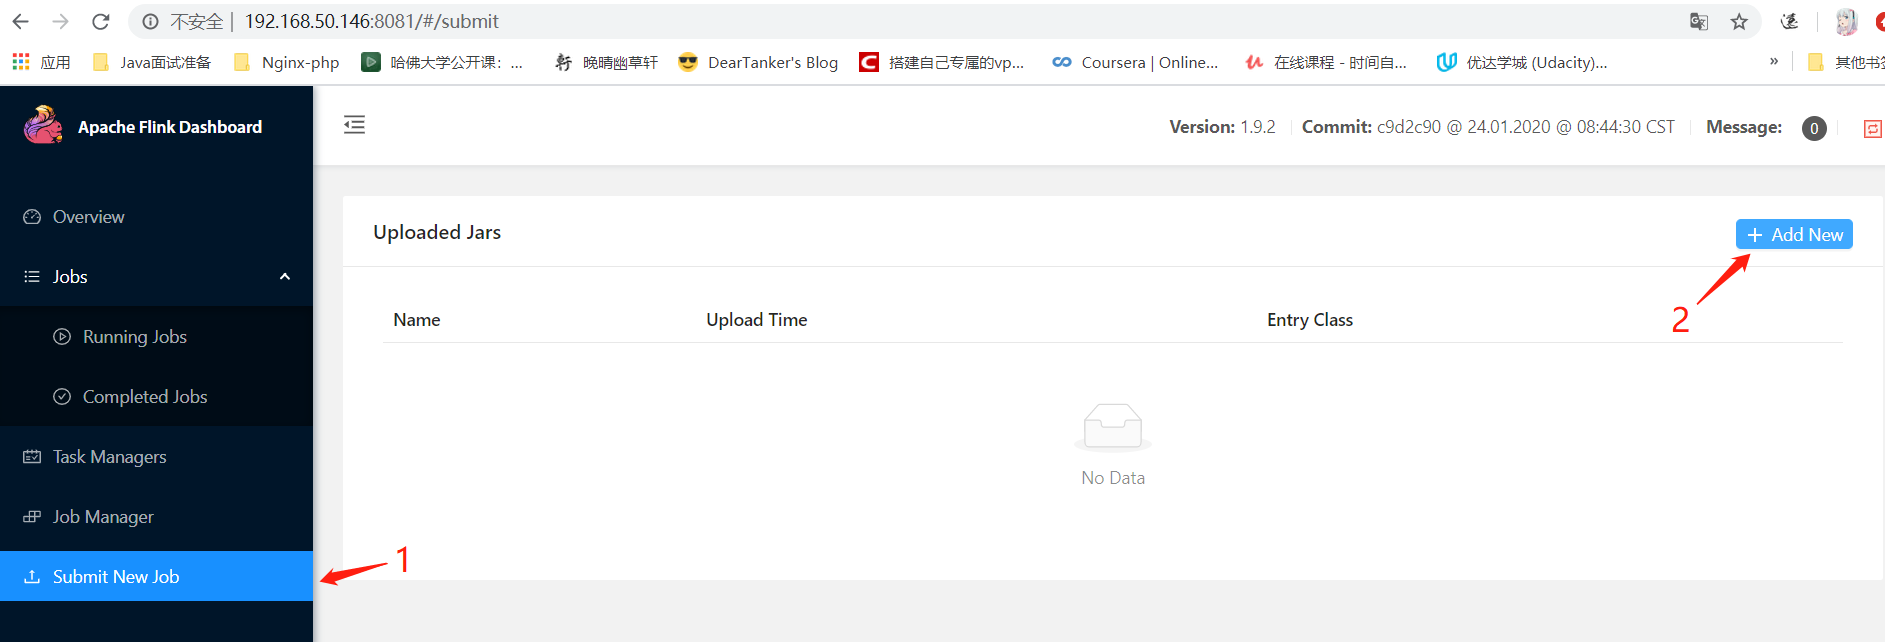 不安全 192.168.50.146:8081/#/submit
应用 Java面试准备 Nginx-php 哈佛大学公开课：... 晚晴幽草轩 DearTanker's Blog 搭建自己专属的vp... Coursera | Online... 在线课程 - 时间自... 优达学城 (Udacity)... » 其他书签
Apache Flink Dashboard
Version: 1.9.2 Commit: c9d2c90 @ 24.01.2020 @ 08:44:30 CST Message: 0
Overview
Jobs
Running Jobs
Completed Jobs
Task Managers
Job Manager
Submit New Job
1
Uploaded Jars
+ Add New
2
Name Upload Time Entry Class
No Data